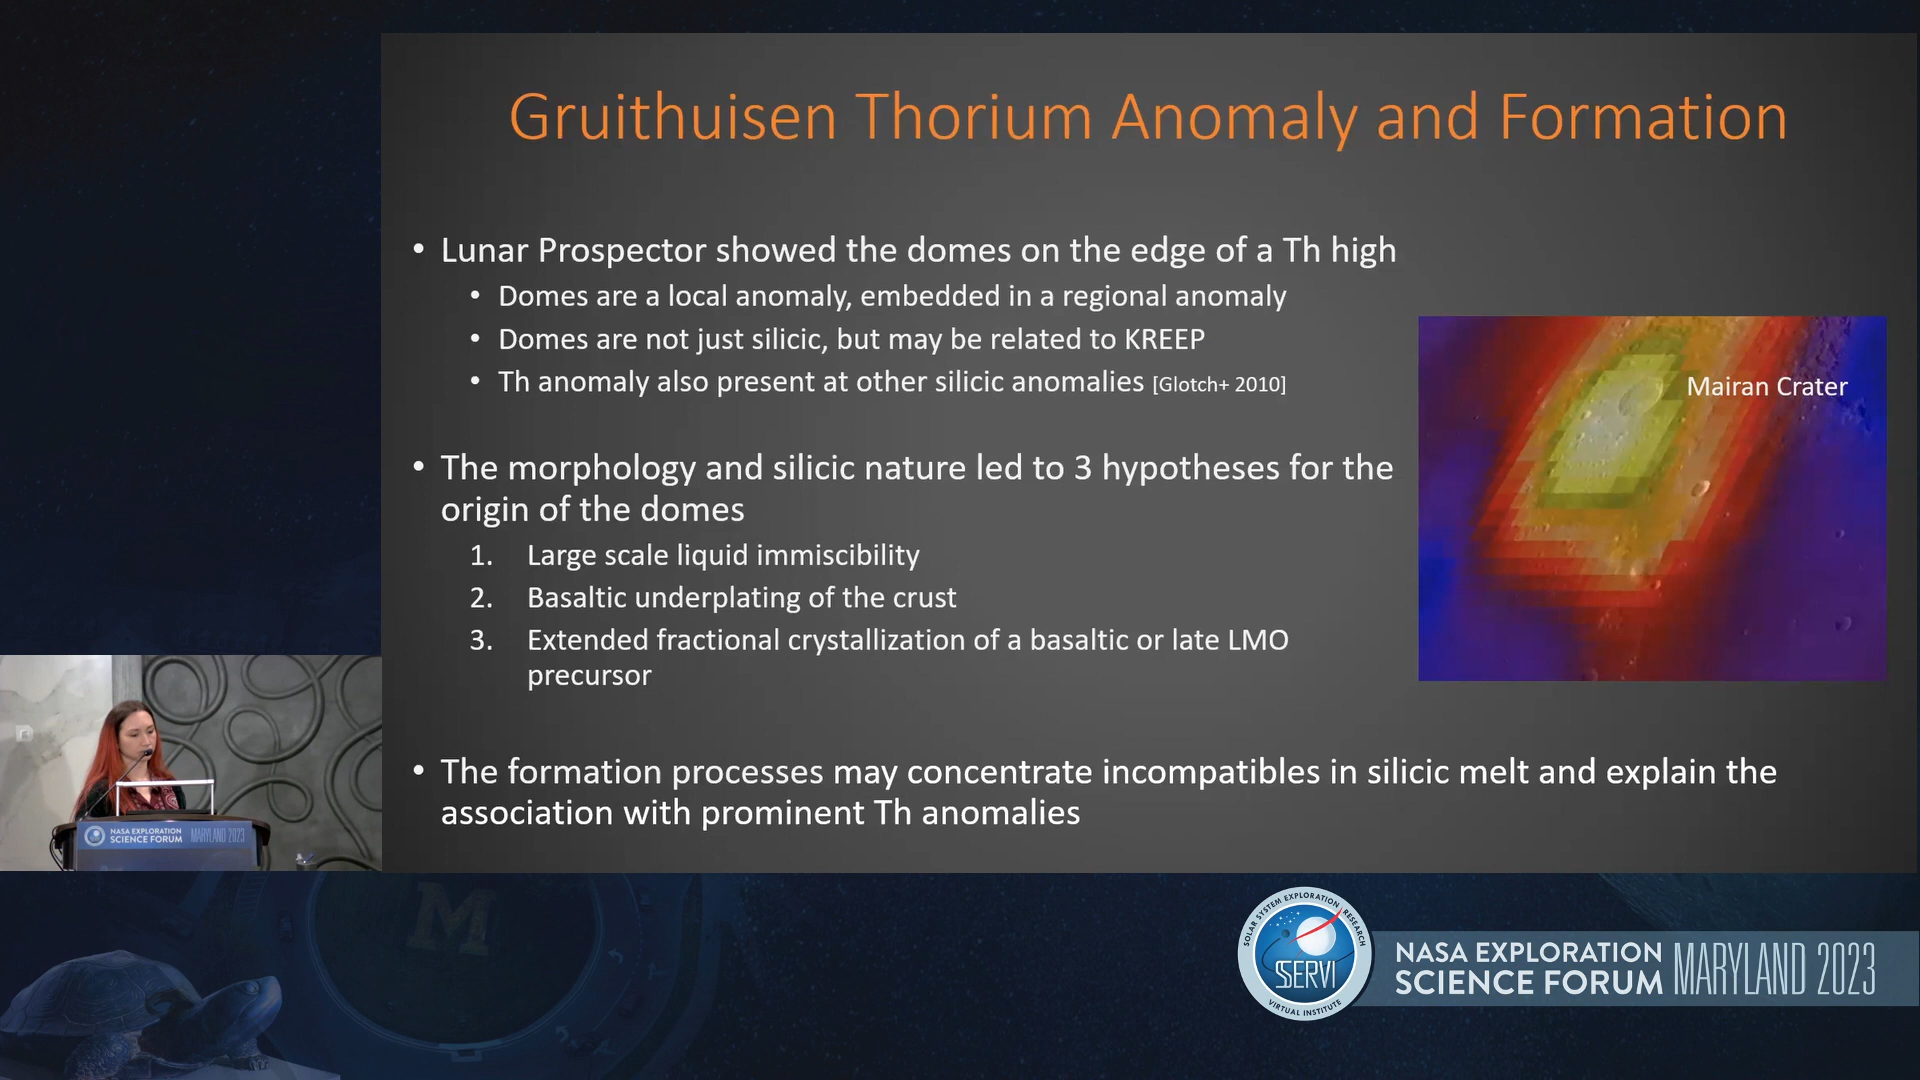 Gruithuisen Thorium Anomaly and Formation
• Lunar Prospector showed the domes on the edge of a Th high
• Domes are a local anomaly, embedded in a regional anomaly
• Domes are not just silicic, but may be related to KREEP
• Th anomaly also present at other silicic anomalies [Glotch+ 2010]
• The morphology and silicic nature led to 3 hypotheses for the
origin of the domes
1. Large scale liquid immiscibility
2. Basaltic underplating of the crust
3. Extended fractional crystallization of a basaltic or late LMO
precursor
• The formation processes may concentrate incompatibles in silicic melt and explain the
association with prominent Th anomalies
Mairan Crater
NASA EXPLORATION
SCIENCE FORUM MARYLAND 2023
M
SOLAR SYSTEM EXPLORATION RESEARCH
SSERVI
VIRTUAL INSTITUTE
NASA EXPLORATION
SCIENCE FORUM MARYLAND 2023